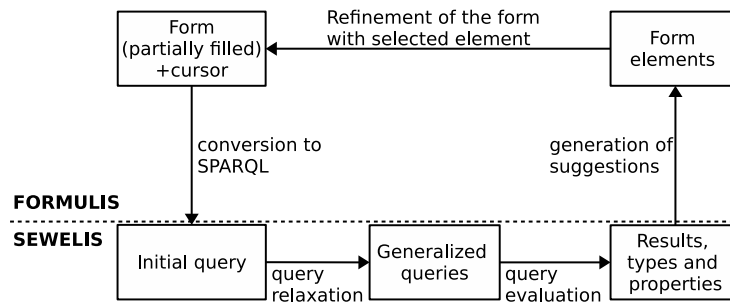 Form
(partially filled)
+cursor
Refinement of the form
with selected element
Form
elements
conversion to
SPARQL
generation of
suggestions
FORMULIS
SEWELIS
Initial query
query
relaxation
Generalized
queries
query
evaluation
Results,
types and
properties